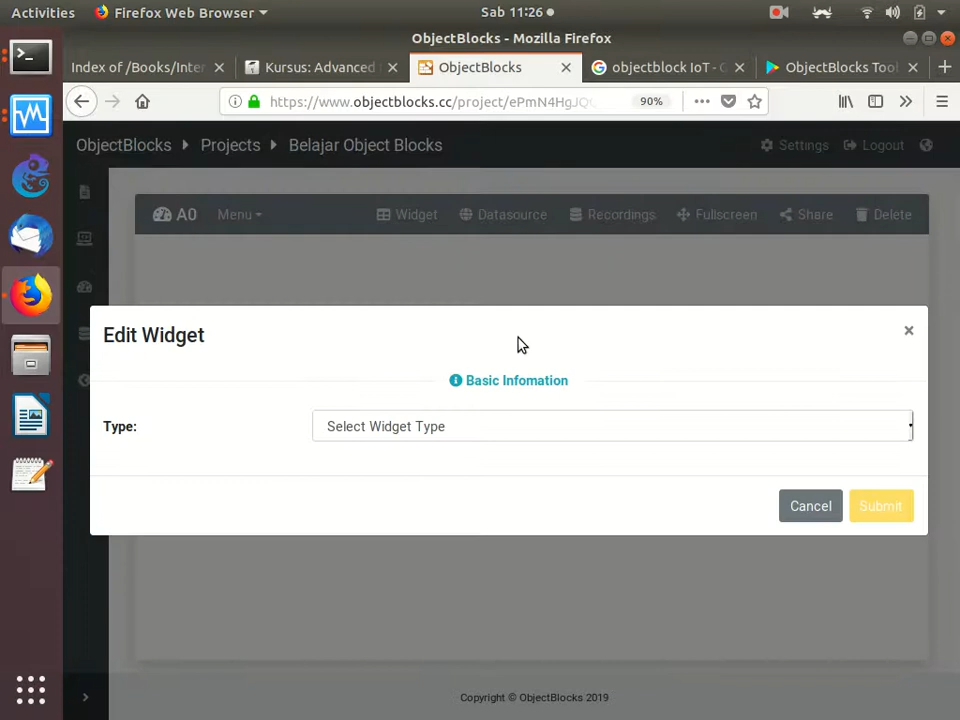 Activities Firefox Web Browser Sab 11:26
ObjectBlocks - Mozilla Firefox
Index of /Books/Inter Kursus: Advanced ObjectBlocks objectblock IoT - G ObjectBlocks Tool
https://www.objectblocks.cc/project/ePmN4HgJQ 90%
ObjectBlocks Projects Belajar Object Blocks Settings Logout
A0 Menu Widget Datasource Recordings Fullscreen Share Delete
Edit Widget ×
Basic Infomation
Type: Select Widget Type
Cancel Submit
Copyright © ObjectBlocks 2019